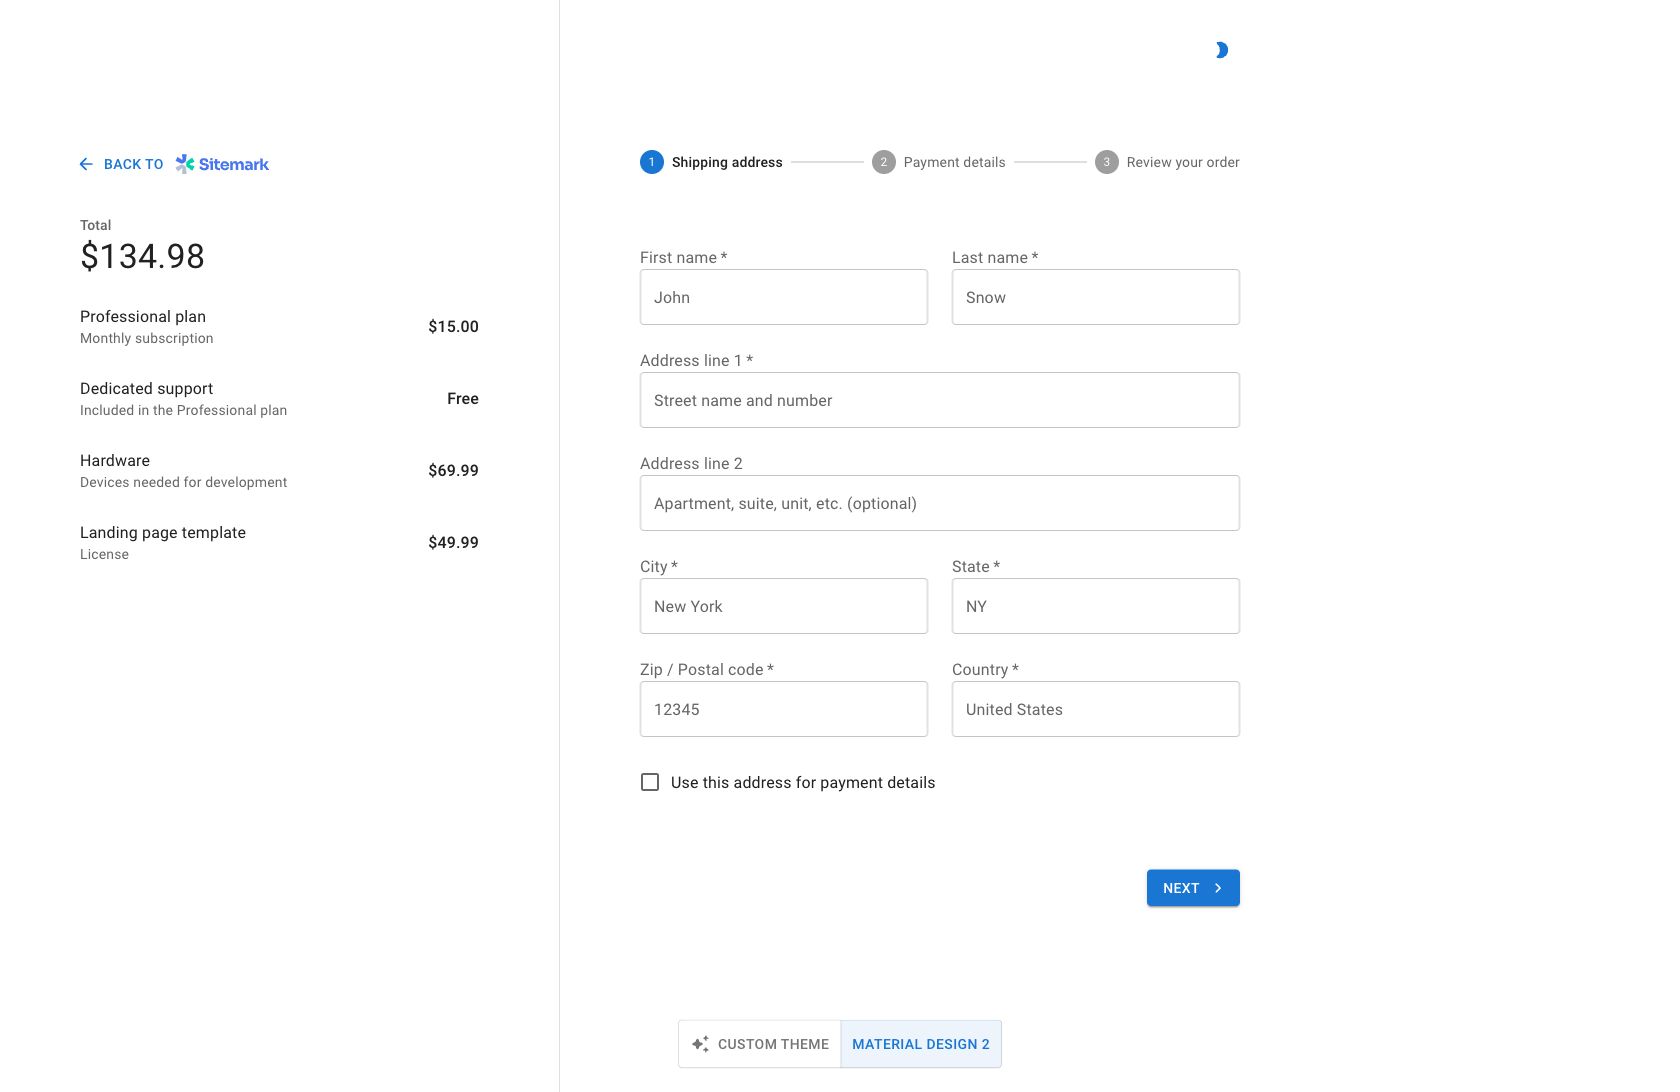 BACK TO Sitemark
Total
$134.98
Professional plan
Monthly subscription
$15.00
Dedicated support
Included in the Professional plan
Free
Hardware
Devices needed for development
$69.99
Landing page template
License
$49.99
1 Shipping address 2 Payment details 3 Review your order
First name *
John
Last name *
Snow
Address line 1 *
Street name and number
Address line 2
Apartment, suite, unit, etc. (optional)
City *
New York
State *
NY
Zip / Postal code *
12345
Country *
United States
Use this address for payment details
NEXT
CUSTOM THEME
MATERIAL DESIGN 2